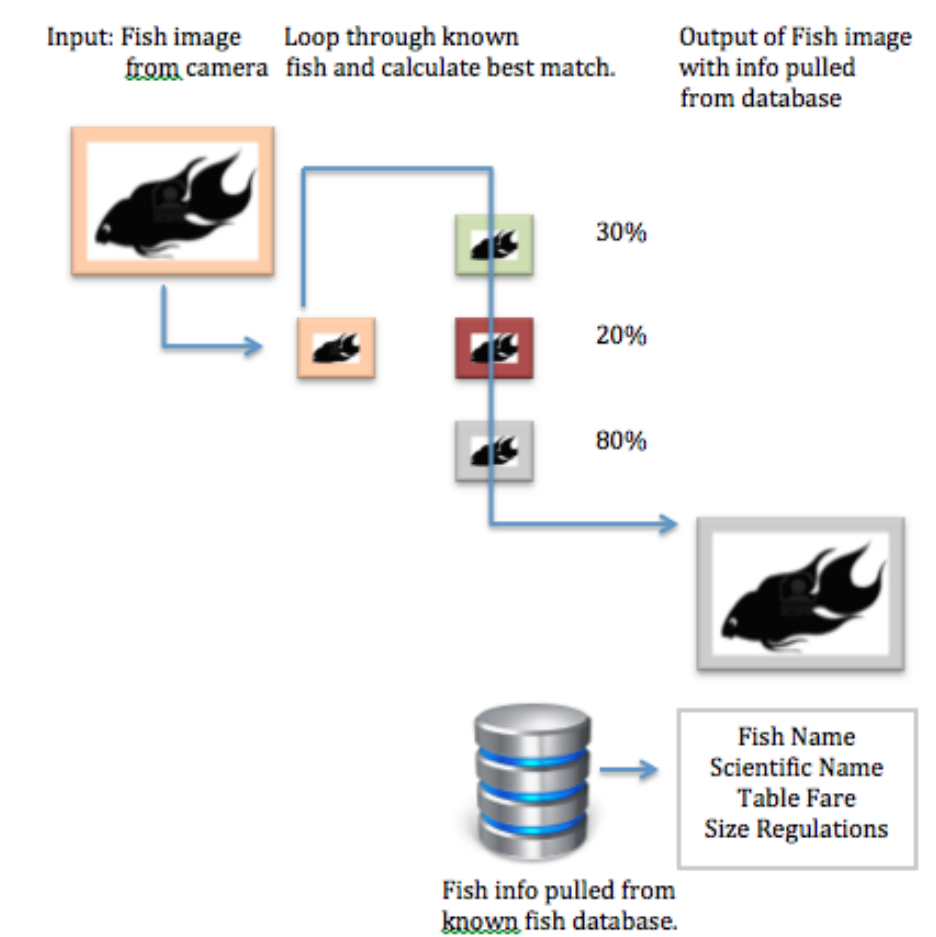 Input: Fish image
from camera
Loop through known
fish and calculate best match.
Output of Fish image
with info pulled
from database
30%
20%
80%
Fish Name
Scientific Name
Table Fare
Size Regulations
Fish info pulled from
known fish database.